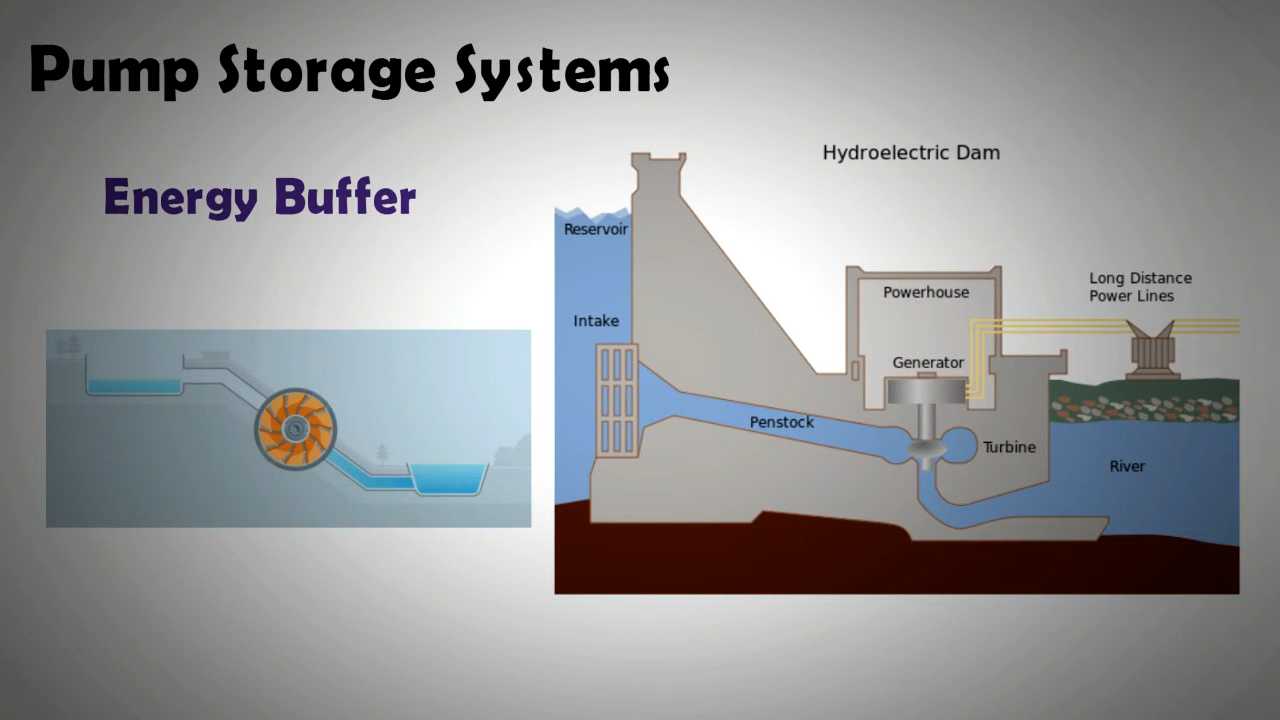 Pump Storage Systems
Energy Buffer
Hydroelectric Dam
Reservoir
Intake
Powerhouse
Long Distance
Power Lines
Generator
Penstock
Turbine
River